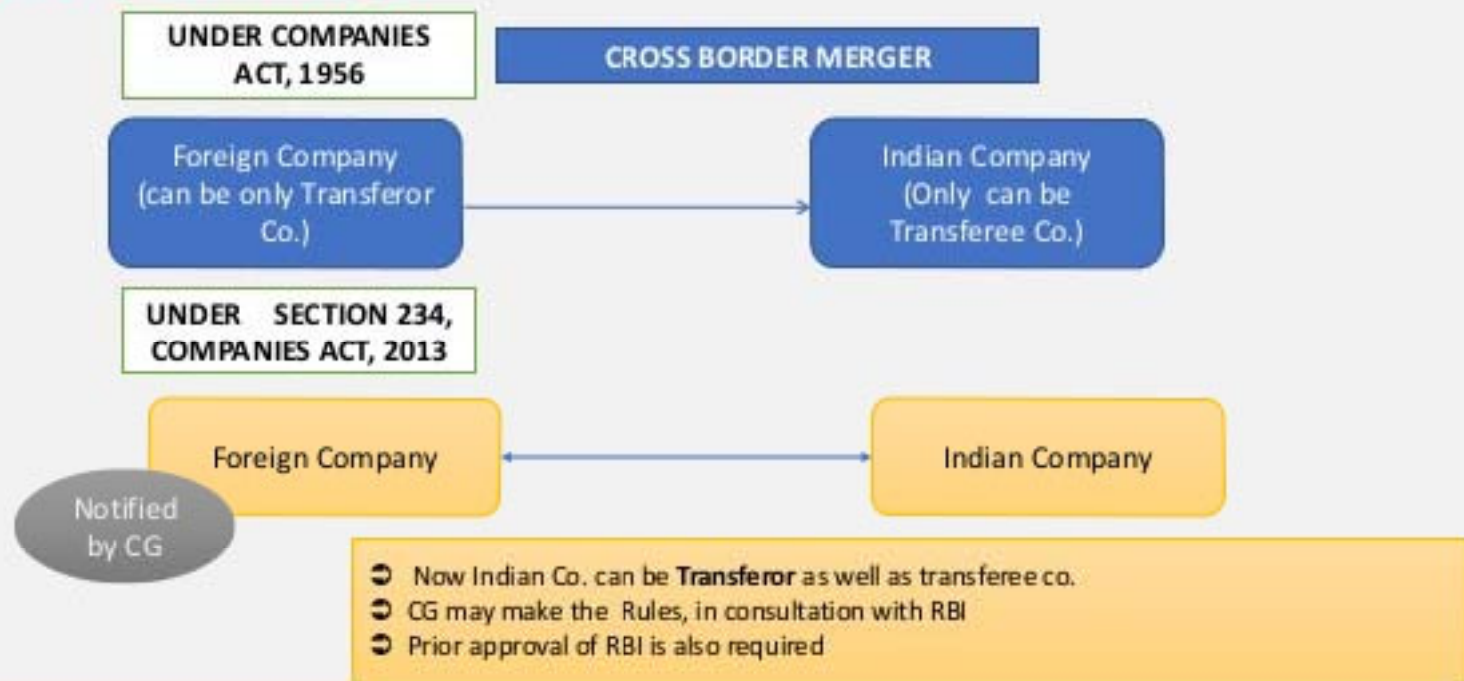 UNDER COMPANIES
ACT, 1956
CROSS BORDER MERGER
Foreign Company
(can be only Transferor
Co.)
Indian Company
(Only can be
Transferee Co.)
UNDER SECTION 234,
COMPANIES ACT, 2013
Foreign Company
Indian Company
Notified
by CG
➲ Now Indian Co. can be Transferor as well as transferee co.
➲ CG may make the Rules, in consultation with RBI
➲ Prior approval of RBI is also required